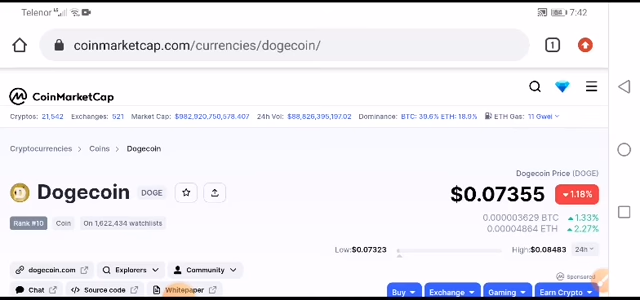 Telenor 7:42
coinmarketcap.com/currencies/dogecoin/ 1
CoinMarketCap
Cryptos: 21,542 Exchanges: 521 Market Cap: $982,920,750,578.407 24h Vol: $88,826,395,197.02 Dominance: BTC: 39.6% ETH: 18.9% ETH Gas: 11 Gwei
Cryptocurrencies > Coins > Dogecoin
Dogecoin Price (DOGE)
Dogecoin DOGE $0.07355 1.18%
0.000003629 BTC 1.33%
Rank #10 Coin On 1,622,434 watchlists 0.00004864 ETH 2.27%
Low: $0.07323 High: $0.08483 24h
dogecoin.com Explorers Community Sponsored
Chat Source code Whitepaper Buy Exchange Gaming Earn Crypto